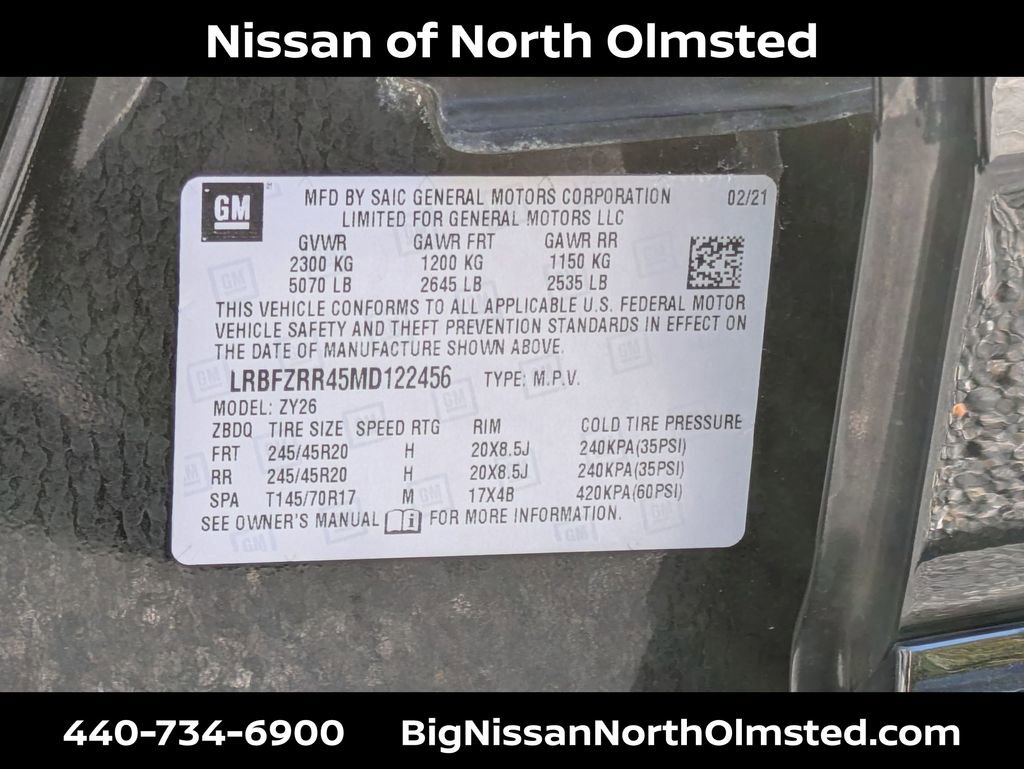 Nissan of North Olmsted
GM
MFD BY SAIC GENERAL MOTORS CORPORATION 02/21
LIMITED FOR GENERAL MOTORS LLC
GVWR GAWR FRT GAWR RR
2300 KG 1200 KG 1150 KG
5070 LB 2645 LB 2535 LB
THIS VEHICLE CONFORMS TO ALL APPLICABLE U.S. FEDERAL MOTOR
VEHICLE SAFETY AND THEFT PREVENTION STANDARDS IN EFFECT ON
THE DATE OF MANUFACTURE SHOWN ABOVE.
LRBFZRR45MD122456 TYPE: M.P.V.
MODEL: ZY26
ZBDQ TIRE SIZE SPEED RTG RIM COLD TIRE PRESSURE
FRT 245/45R20 H 20X8.5J 240KPA(35PSI)
RR 245/45R20 H 20X8.5J 240KPA(35PSI)
SPA T145/70R17 M 17X4B 420KPA(60PSI)
SEE OWNER'S MANUAL i FOR MORE INFORMATION.
440-734-6900 BigNissanNorthOlmsted.com